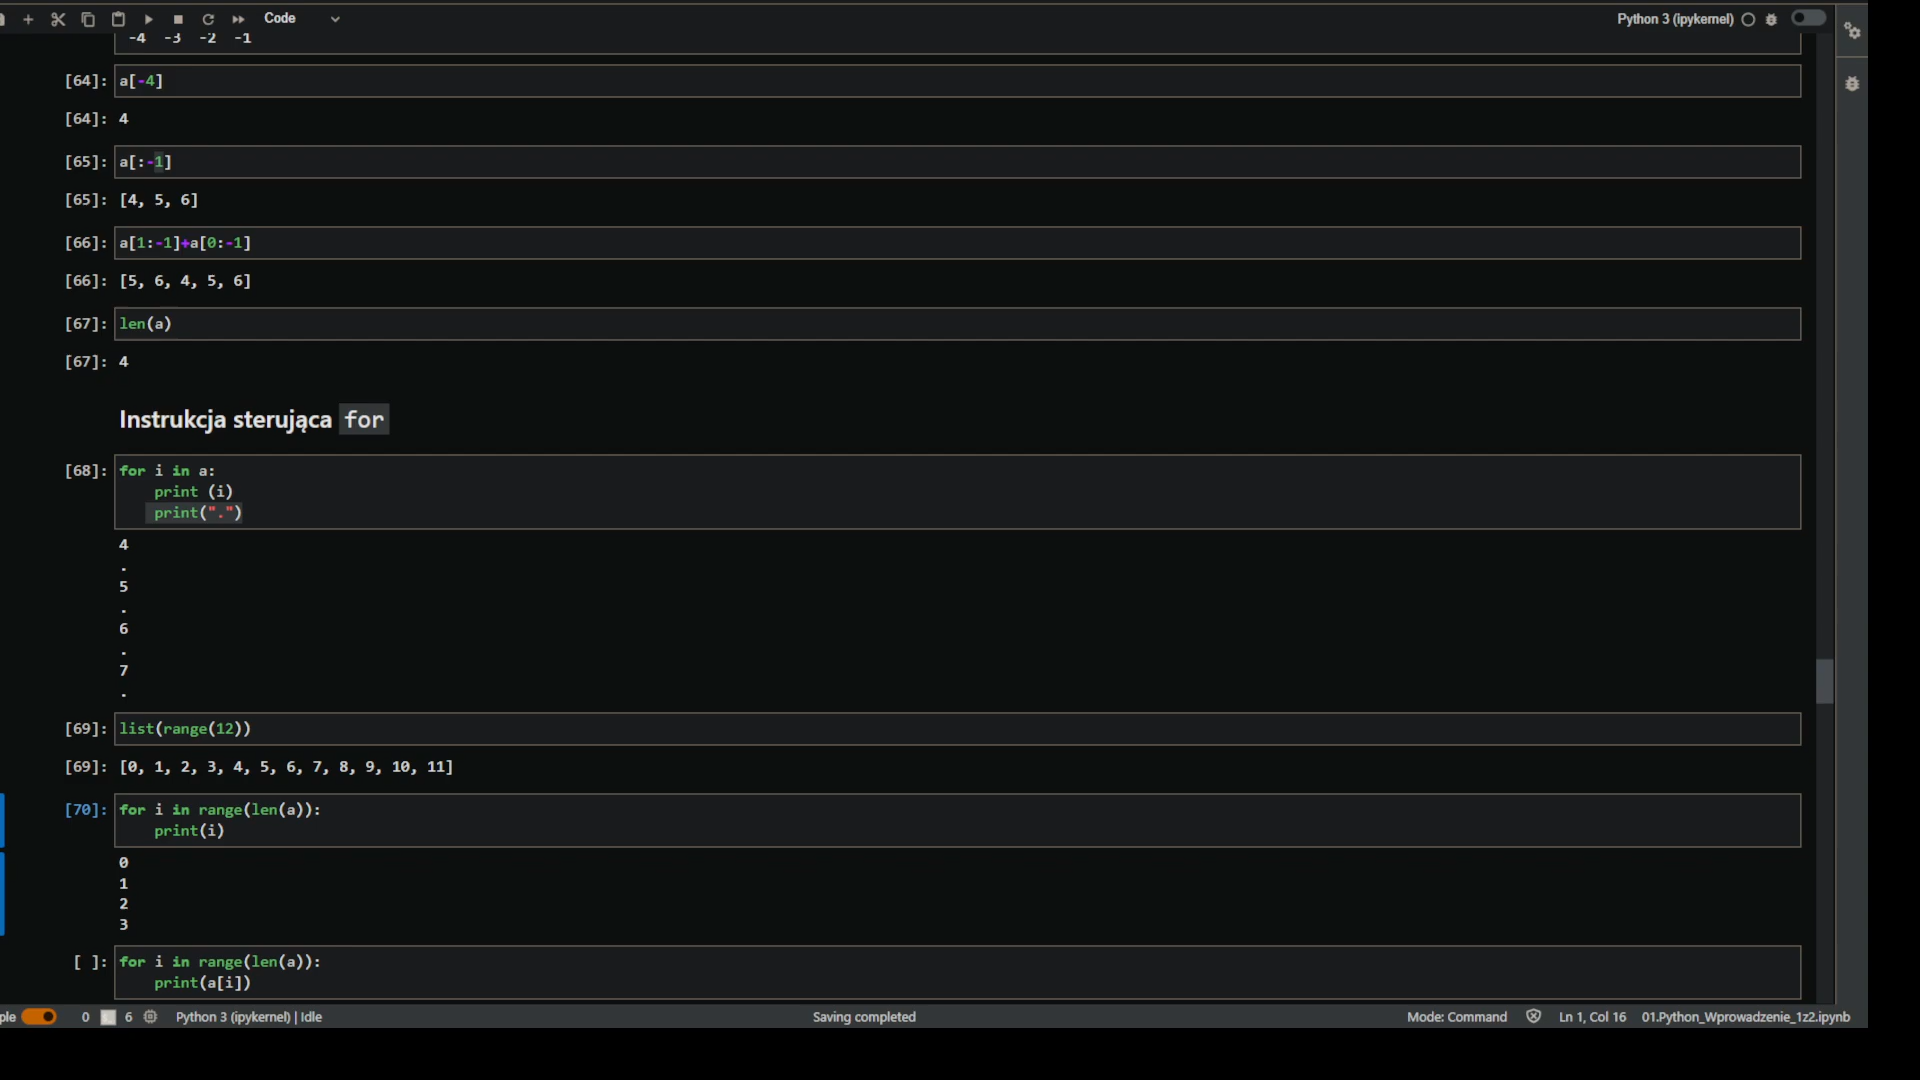 Code
Python 3 (ipykernel)
-4 -3 -2 -1
[64]: a[-4]
[64]: 4
[65]: a[:-1]
[65]: [4, 5, 6]
[66]: a[1:-1]+a[0:-1]
[66]: [5, 6, 4, 5, 6]
[67]: len(a)
[67]: 4
Instrukcja sterująca for
[68]: for i in a:
print (i)
print(".")
4
.
5
.
6
.
7
.
[69]: list(range(12))
[69]: [0, 1, 2, 3, 4, 5, 6, 7, 8, 9, 10, 11]
[70]: for i in range(len(a)):
print(i)
0
1
2
3
[ ]: for i in range(len(a)):
print(a[i])
ple 0 6 Python 3 (ipykernel) | Idle Saving completed Mode: Command Ln 1, Col 16 01.Python_Wprowadzenie_1z2.ipynb